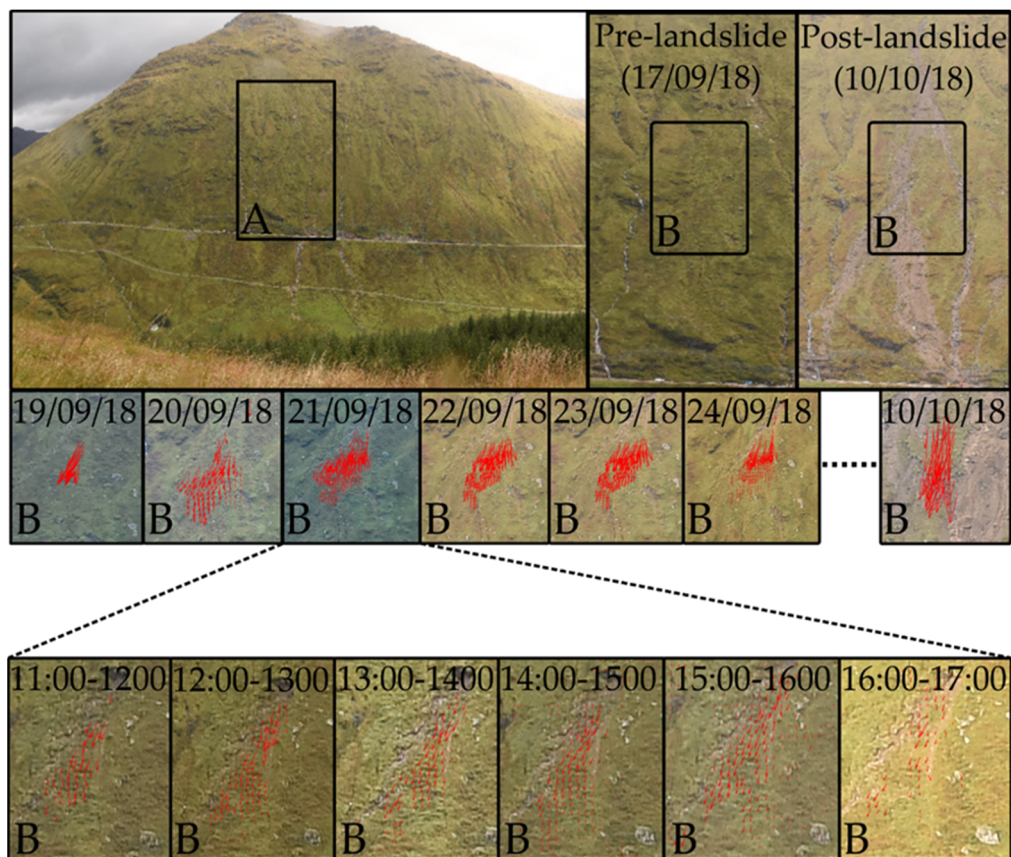 Pre-landslide
(17/09/18)
Post-landslide
(10/10/18)
A
B
B
19/09/18
20/09/18
21/09/18
22/09/18
23/09/18
24/09/18
10/10/18
B
B
B
B
B
B
B
11:00-1200
12:00-1300
13:00-1400
14:00-1500
15:00-1600
16:00-17:00
B
B
B
B
B
B